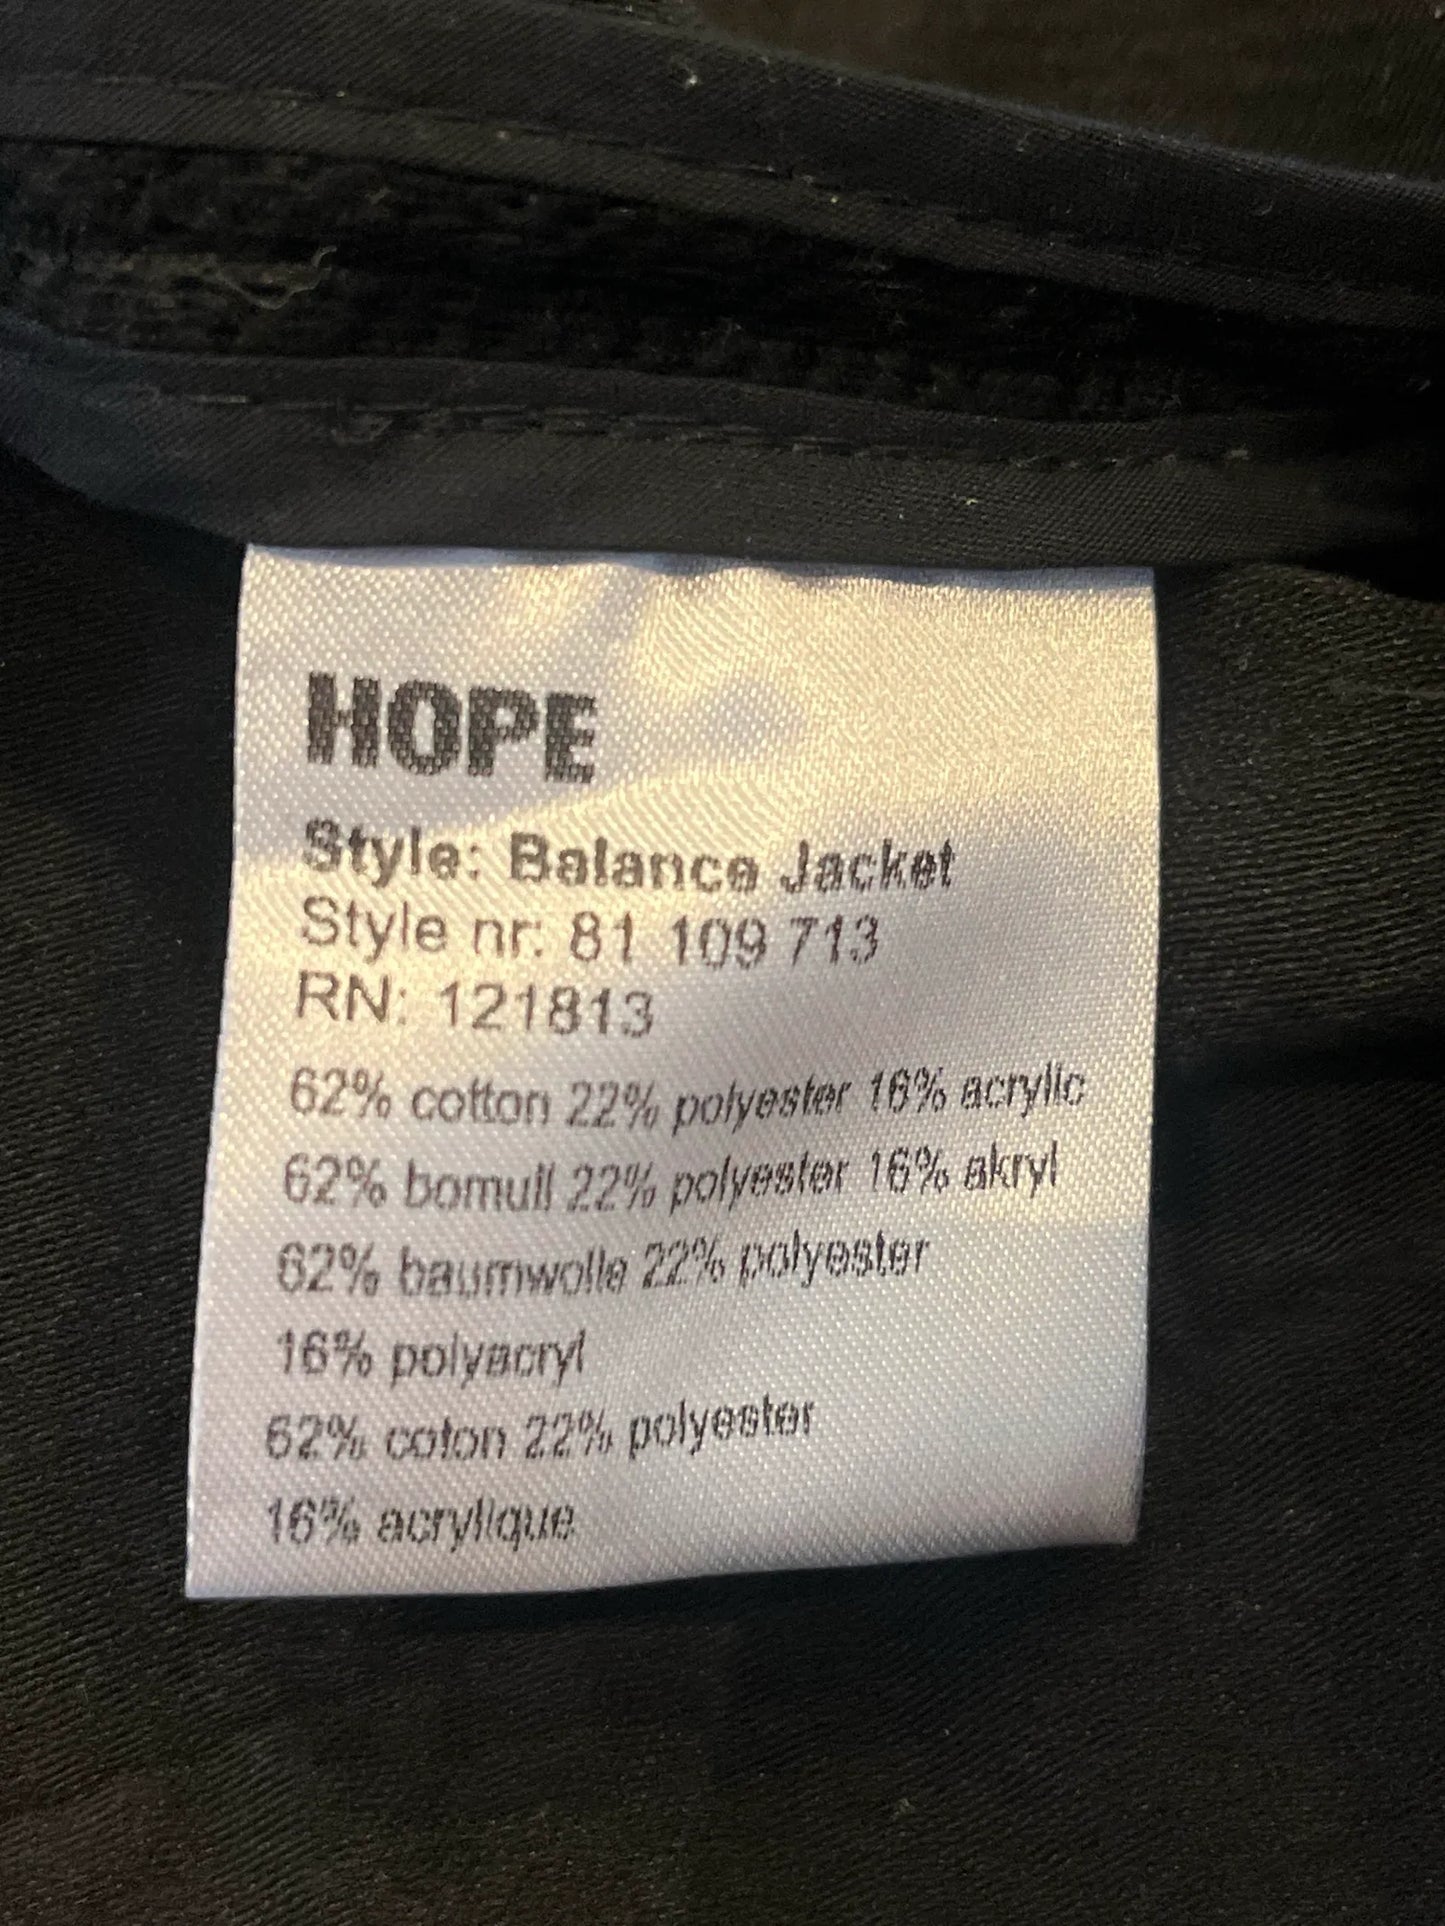 HOPE
Style: Balance Jacket
Style nr: 81 109 713
RN: 121813
62% cotton 22% polyester 16% acrylic
62% bomull 22% polyester 16% akryl
62% baumwolle 22% polyester
16% polyacryl
62% coton 22% polyester
16% acrylique